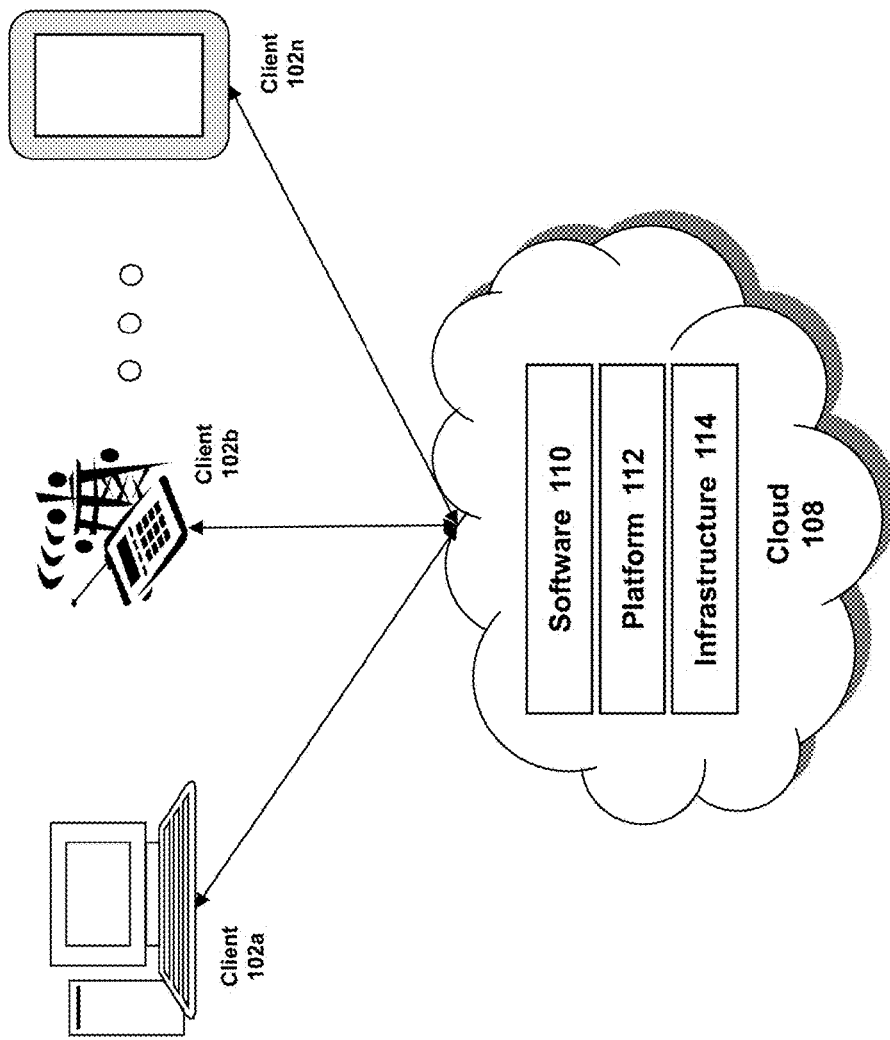 Client
102a
Client
102b
Client
102n
Software 110
Platform 112
Infrastructure 114
Cloud
108